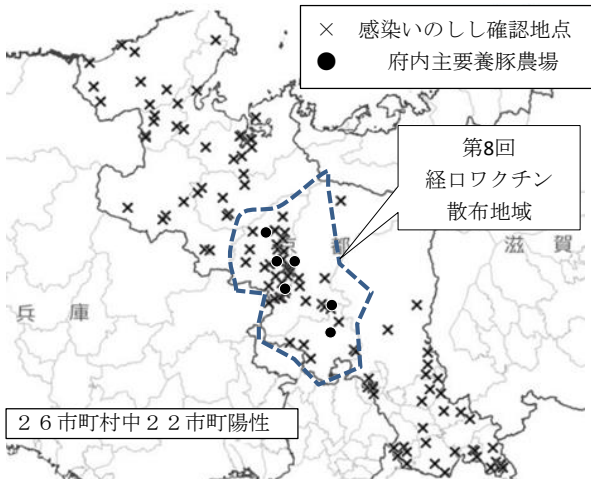 × 感染いのしし確認地点
● 府内主要養豚農場
第8回
経口ワクチン
散布地域
京 都
滋 賀
兵 庫
２６市町村中２２市町陽性